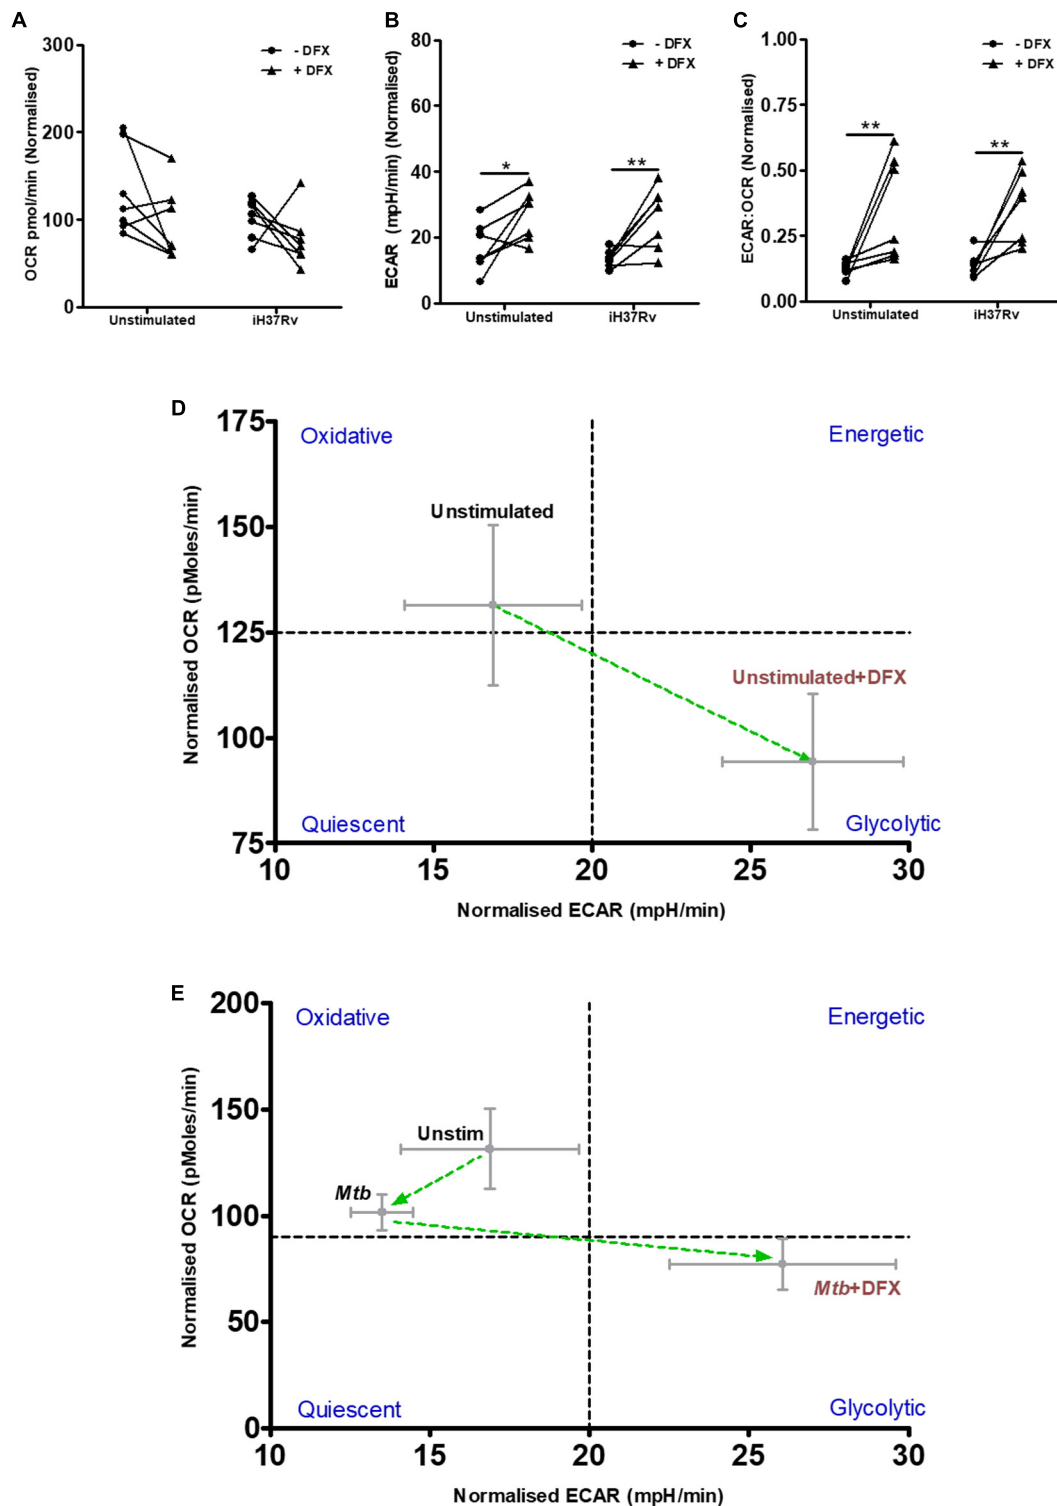 A
OCR pmol/min (Normalised)
300
200
100
0
- DFX
+ DFX
Unstimulated
iH37Rv
B
ECAR (mpH/min) (Normalised)
80
60
40
20
0
- DFX
+ DFX
*
**
Unstimulated
iH37Rv
C
ECAR:OCR (Normalised)
1.00
0.75
0.50
0.25
0.00
- DFX
+ DFX
**
**
Unstimulated
iH37Rv
D
Normalised OCR (pMoles/min)
175
150
125
100
75
Oxidative
Energetic
Unstimulated
Unstimulated+DFX
Quiescent
Glycolytic
10
15
20
25
30
Normalised ECAR (mpH/min)
E
Normalised OCR (pMoles/min)
200
150
100
50
0
Oxidative
Energetic
Unstim
Mtb
Mtb+DFX
Quiescent
Glycolytic
10
15
20
25
30
Normalised ECAR (mpH/min)